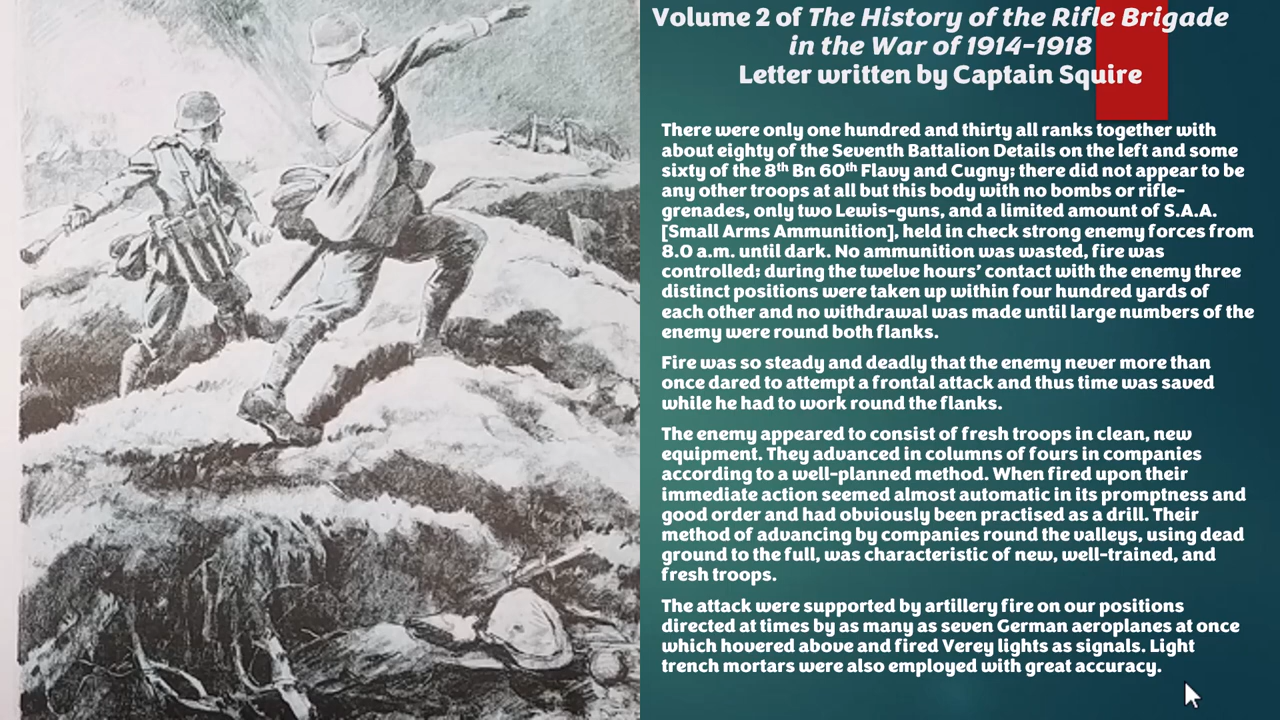 Volume 2 of The History of the Rifle Brigade
in the War of 1914-1918
Letter written by Captain Squire
There were only one hundred and thirty all ranks together with
about eighty of the Seventh Battalion Details on the left and some
sixty of the 8th Bn 60th Flavy and Cugny; there did not appear to be
any other troops at all but this body with no bombs or rifle-
grenades, only two Lewis-guns, and a limited amount of S.A.A.
[Small Arms Ammunition], held in check strong enemy forces from
8.0 a.m. until dark. No ammunition was wasted, fire was
controlled; during the twelve hours' contact with the enemy three
distinct positions were taken up within four hundred yards of
each other and no withdrawal was made until large numbers of the
enemy were round both flanks.
Fire was so steady and deadly that the enemy never more than
once dared to attempt a frontal attack and thus time was saved
while he had to work round the flanks.
The enemy appeared to consist of fresh troops in clean, new
equipment. They advanced in columns of fours in companies
according to a well-planned method. When fired upon their
immediate action seemed almost automatic in its promptness and
good order and had obviously been practised as a drill. Their
method of advancing by companies round the valleys, using dead
ground to the full, was characteristic of new, well-trained, and
fresh troops.
The attack were supported by artillery fire on our positions
directed at times by as many as seven German aeroplanes at once
which hovered above and fired Verey lights as signals. Light
trench mortars were also employed with great accuracy.